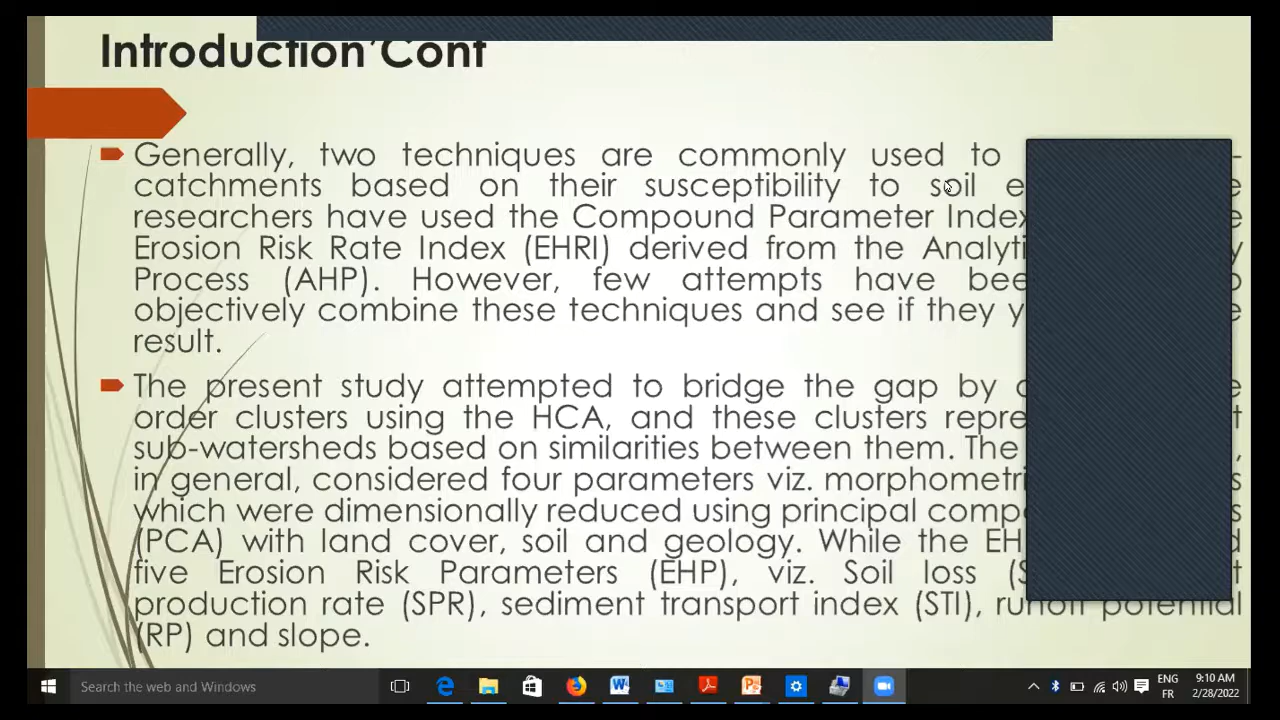 Introduction Cont
Generally, two techniques are commonly used to
catchments based on their susceptibility to soil
researchers have used the Compound Parameter Index
Erosion Risk Rate Index (EHRI) derived from the
Process (AHP). However, few attempts have
objectively combine these techniques and see if they
result.
The present study attempted to bridge the gap by
order clusters using the HCA, and these clusters
sub-watersheds based on similarities between them. The
in general, considered four parameters viz.
which were dimensionally reduced using principal
(PCA) with land cover, soil and geology. While the
five Erosion Risk Parameters (EHP), viz. Soil loss
production rate (SPR), sediment transport index (STI), runoff potential
(RP) and slope.
Search the web and Windows
ENG
FR
9:10 AM
2/28/2022